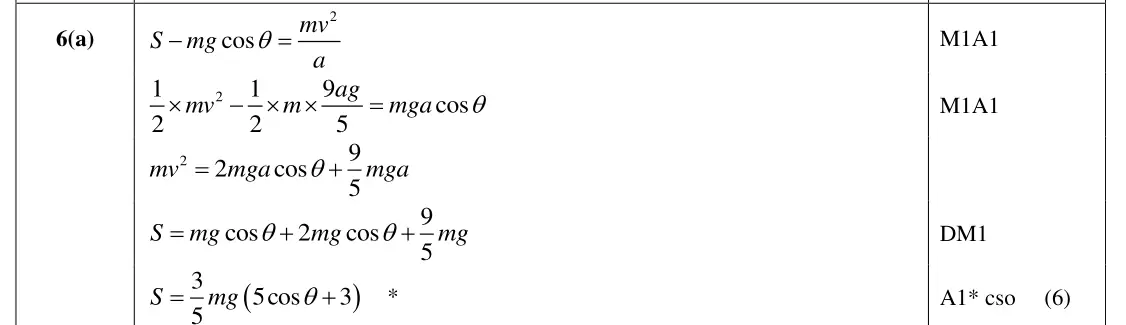 6(a) S − mg cos θ = mv²/a M1A1
1/2 × mv² − 1/2 × m × 9ag/5 = mga cos θ M1A1
mv² = 2mga cos θ + 9/5 mga
S = mg cos θ + 2mg cos θ + 9/5 mg DM1
S = 3/5 mg (5 cos θ + 3) * A1* cso (6)